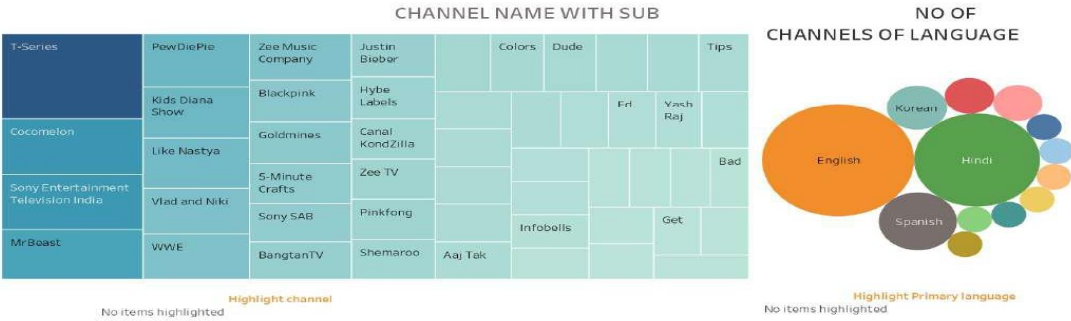 CHANNEL NAME WITH SUB
T-Series
Cocomelon
Sony Entertainment
Television India
MrBeast
PewDiePie
Kids Diana
Show
Like Nastya
Vlad and Niki
WWE
Zee Music
Company
Blackpink
Goldmines
5-Minute
Crafts
Sony SAB
BangtanTV
Justin
Bieber
Hybe
Labels
Canal
KondZilla
Zee TV
Pinkfong
Shemaroo
Aaj Tak
Colors
Dude
Tips
Ed
Yash
Raj
Bad
Get
Infobells
Highlight channel
No items highlighted
NO OF
CHANNELS OF LANGUAGE
Korean
English
Hindi
Spanish
Highlight Primary language
No items highlighted